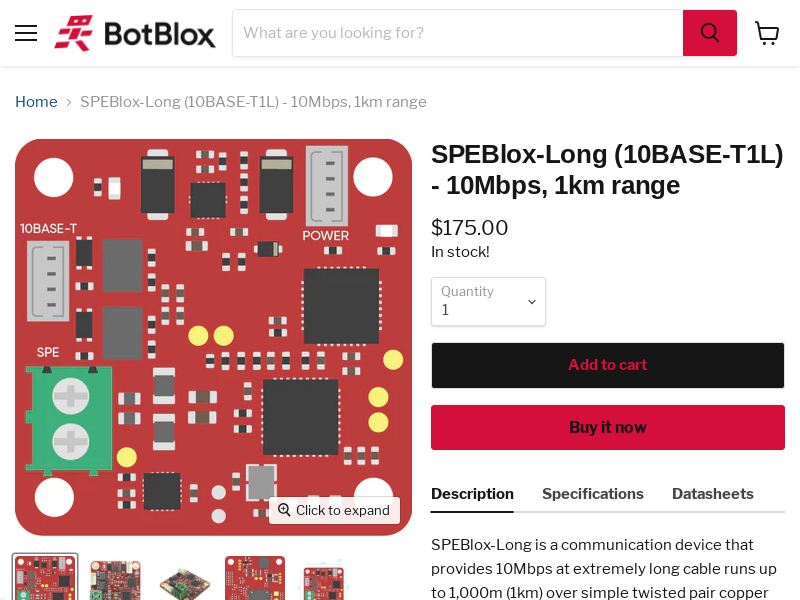 BotBlox
What are you looking for?
Home > SPEBlox-Long (10BASE-T1L) - 10Mbps, 1km range
10BASE-T
POWER
SPE
Click to expand
SPEBlox-Long (10BASE-T1L)
- 10Mbps, 1km range
$175.00
In stock!
Quantity
1
Add to cart
Buy it now
Description Specifications Datasheets
SPEBlox-Long is a communication device that
provides 10Mbps at extremely long cable runs up
to 1,000m (1km) over simple twisted pair copper